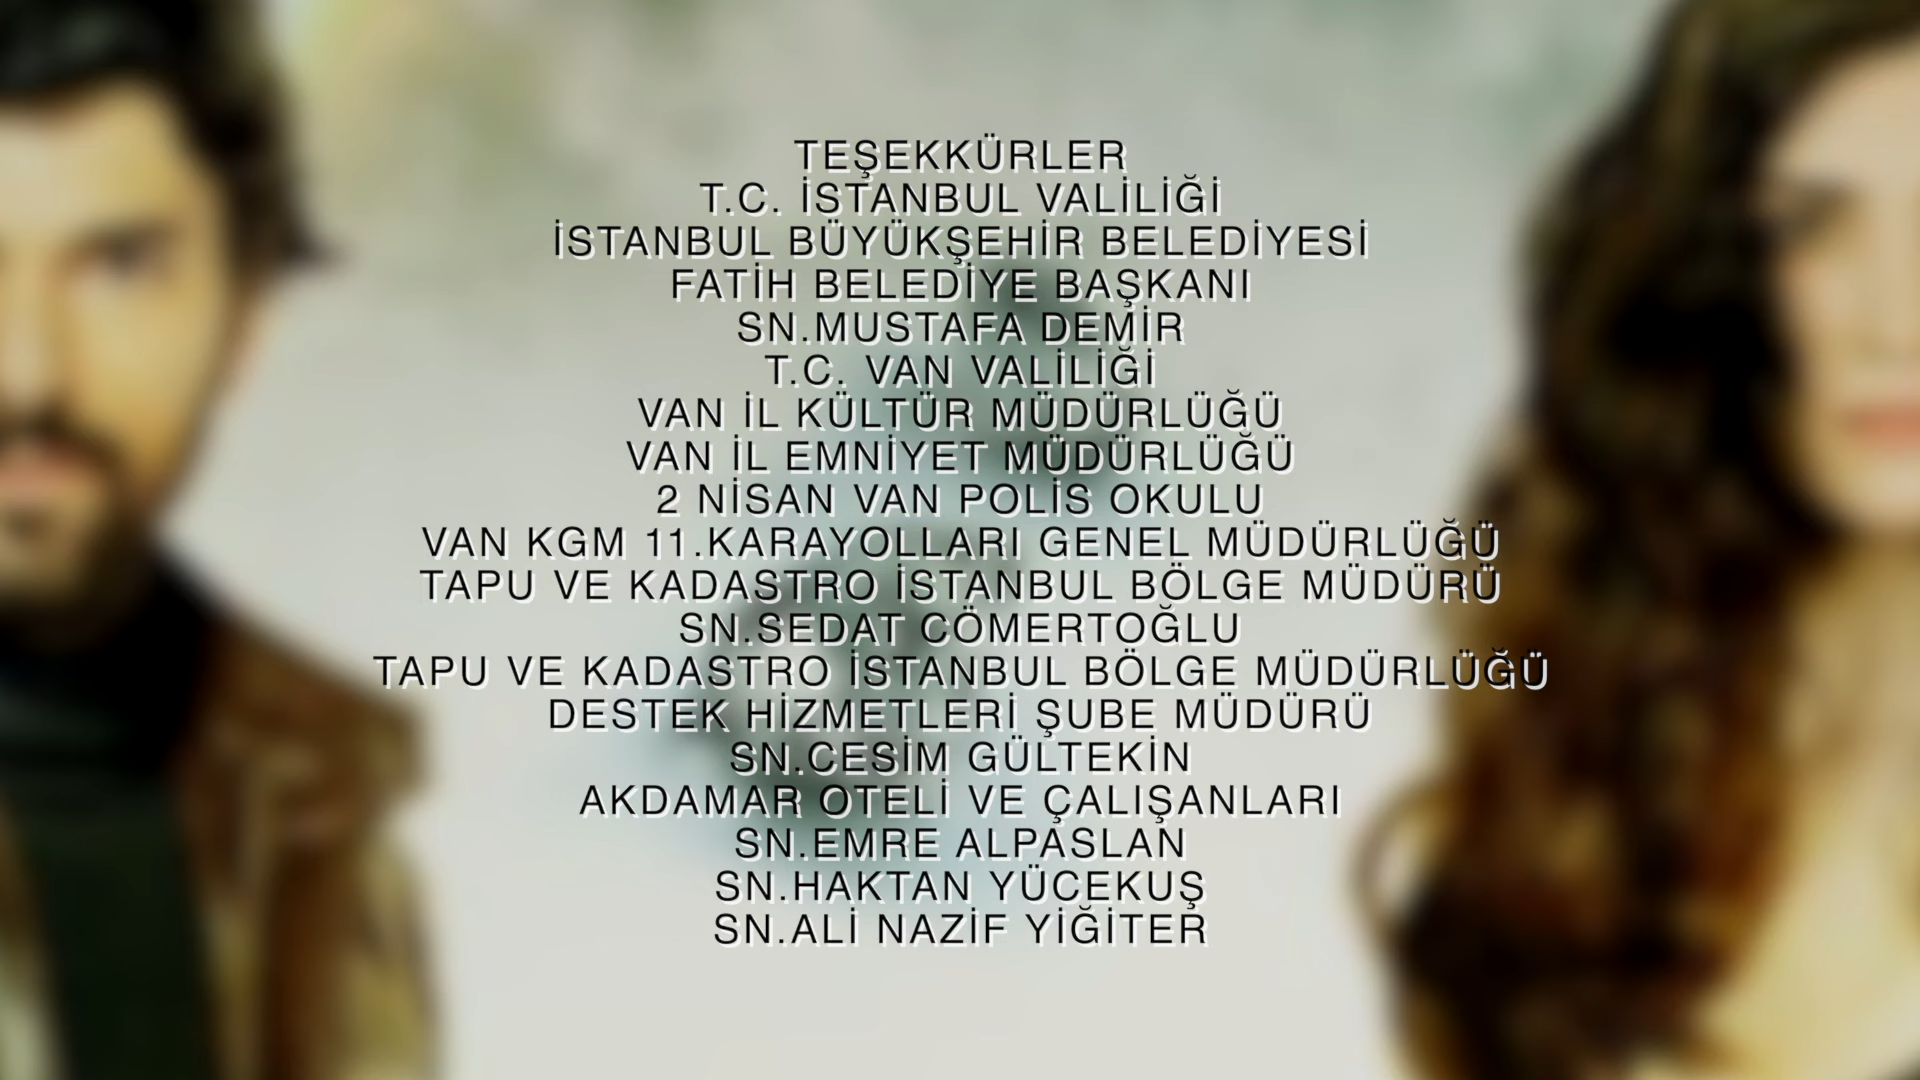 TEŞEKKÜRLER
T.C. İSTANBUL VALİLİĞİ
İSTANBUL BÜYÜKŞEHİR BELEDİYESİ
FATİH BELEDİYE BAŞKANI
SN.MUSTAFA DEMİR
T.C. VAN VALİLİĞİ
VAN İL KÜLTÜR MÜDÜRLÜĞÜ
VAN İL EMNİYET MÜDÜRLÜĞÜ
2 NİSAN VAN POLİS OKULU
VAN KGM 11.KARAYOLLARI GENEL MÜDÜRLÜĞÜ
TAPU VE KADASTRO İSTANBUL BÖLGE MÜDÜRÜ
SN.SEDAT CÖMERTOĞLU
TAPU VE KADASTRO İSTANBUL BÖLGE MÜDÜRLÜĞÜ
DESTEK HİZMETLERİ ŞUBE MÜDÜRÜ
SN.CESİM GÜLTEKİN
AKDAMAR OTELİ VE ÇALIŞANLARI
SN.EMRE ALPASLAN
SN.HAKTAN YÜCEKUŞ
SN.ALİ NAZİF YİĞİTER